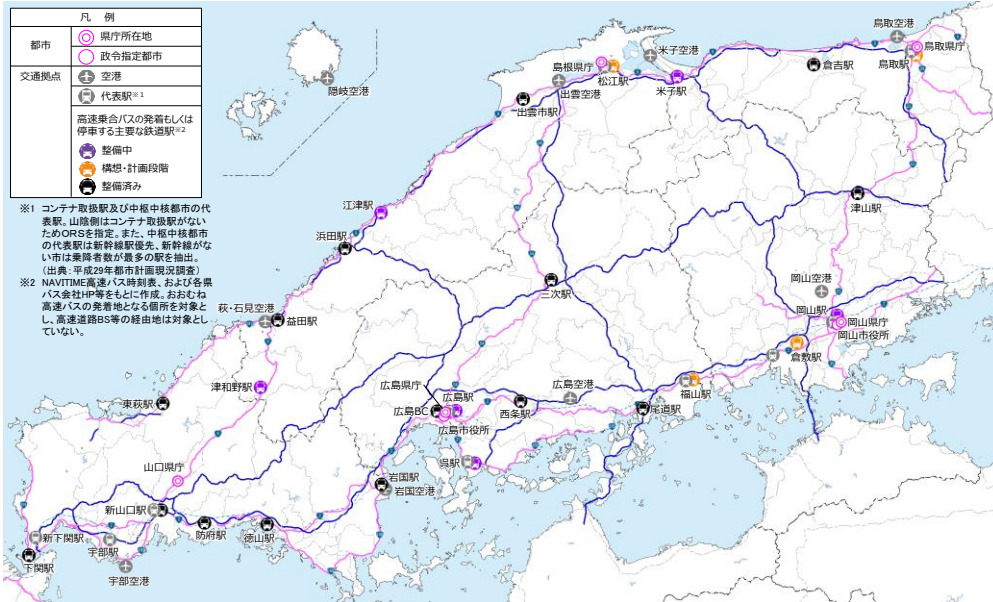 凡 例
都市
県庁所在地
政令指定都市
交通拠点
空港
代表駅※1
高速乗合バスの発着もしくは
停車する主要な鉄道駅※2
整備中
構想・計画段階
整備済み
※1 コンテナ取扱駅及び中枢中核都市の代
表駅。山陰側はコンテナ取扱駅がない
ためORSを指定。また、中枢中核都市
の代表駅は新幹線駅優先、新幹線がな
い市は乗降者数が最多の駅を抽出。
(出典:平成29年都市計画現況調査)
※2 NAVITIME高速バス時刻表、および各県
バス会社HP等をもとに作成。おおむね
高速バスの発着地となる個所を対象と
し、高速道路BS等の経由地は対象とし
ていない。
隠岐空港
鳥取空港
鳥取県庁
鳥取駅
米子空港
倉吉駅
島根県庁
松江駅
米子駅
出雲空港
出雲市駅
江津駅
浜田駅
津山駅
三次駅
岡山空港
岡山駅
岡山県庁
岡山市役所
倉敷駅
萩・石見空港
益田駅
津和野駅
広島県庁
広島駅
広島空港
福山駅
東萩駅
広島BC
西条駅
尾道駅
広島市役所
呉駅
山口県庁
岩国駅
岩国空港
新山口駅
防府駅
徳山駅
新下関駅
宇部駅
下関駅
宇部空港